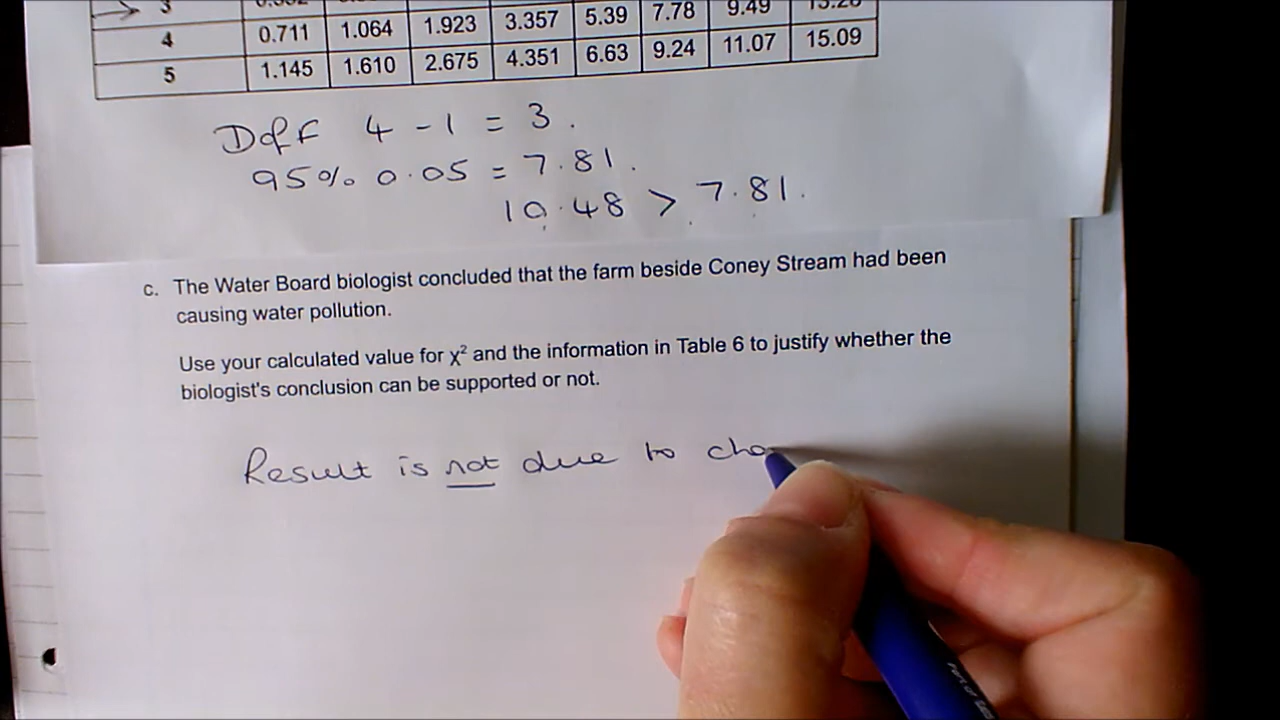 3
4 0.711 1.064 1.923 3.357 5.39 7.78 9.49
5 1.145 1.610 2.675 4.351 6.63 9.24 11.07 15.09
DofF 4 - 1 = 3.
95% 0.05 = 7.81.
10.48 > 7.81.
c. The Water Board biologist concluded that the farm beside Coney Stream had been
causing water pollution.
Use your calculated value for χ² and the information in Table 6 to justify whether the
biologist's conclusion can be supported or not.
Result is not due to cha